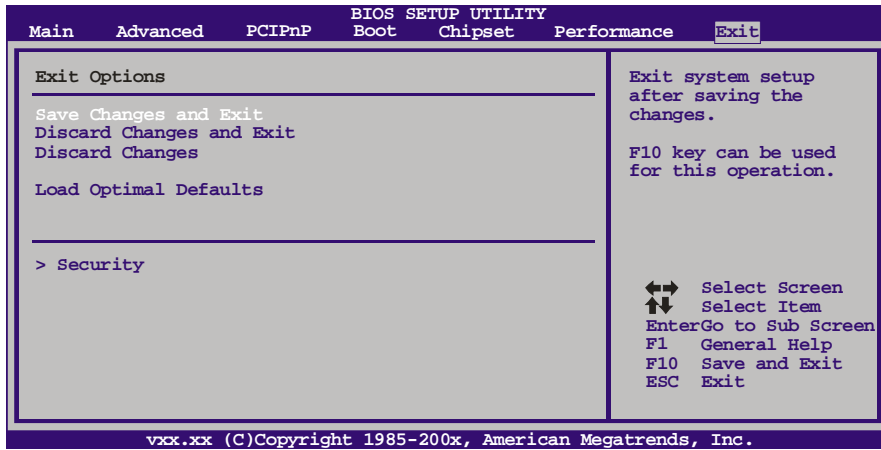 BIOS SETUP UTILITY
Main Advanced PCIPnP Boot Chipset Performance Exit
Exit Options
Save Changes and Exit
Discard Changes and Exit
Discard Changes
Load Optimal Defaults
> Security
Exit system setup
after saving the
changes.
F10 key can be used
for this operation.
Select Screen
Select Item
EnterGo to Sub Screen
F1 General Help
F10 Save and Exit
ESC Exit
vxx.xx (C)Copyright 1985-200x, American Megatrends, Inc.